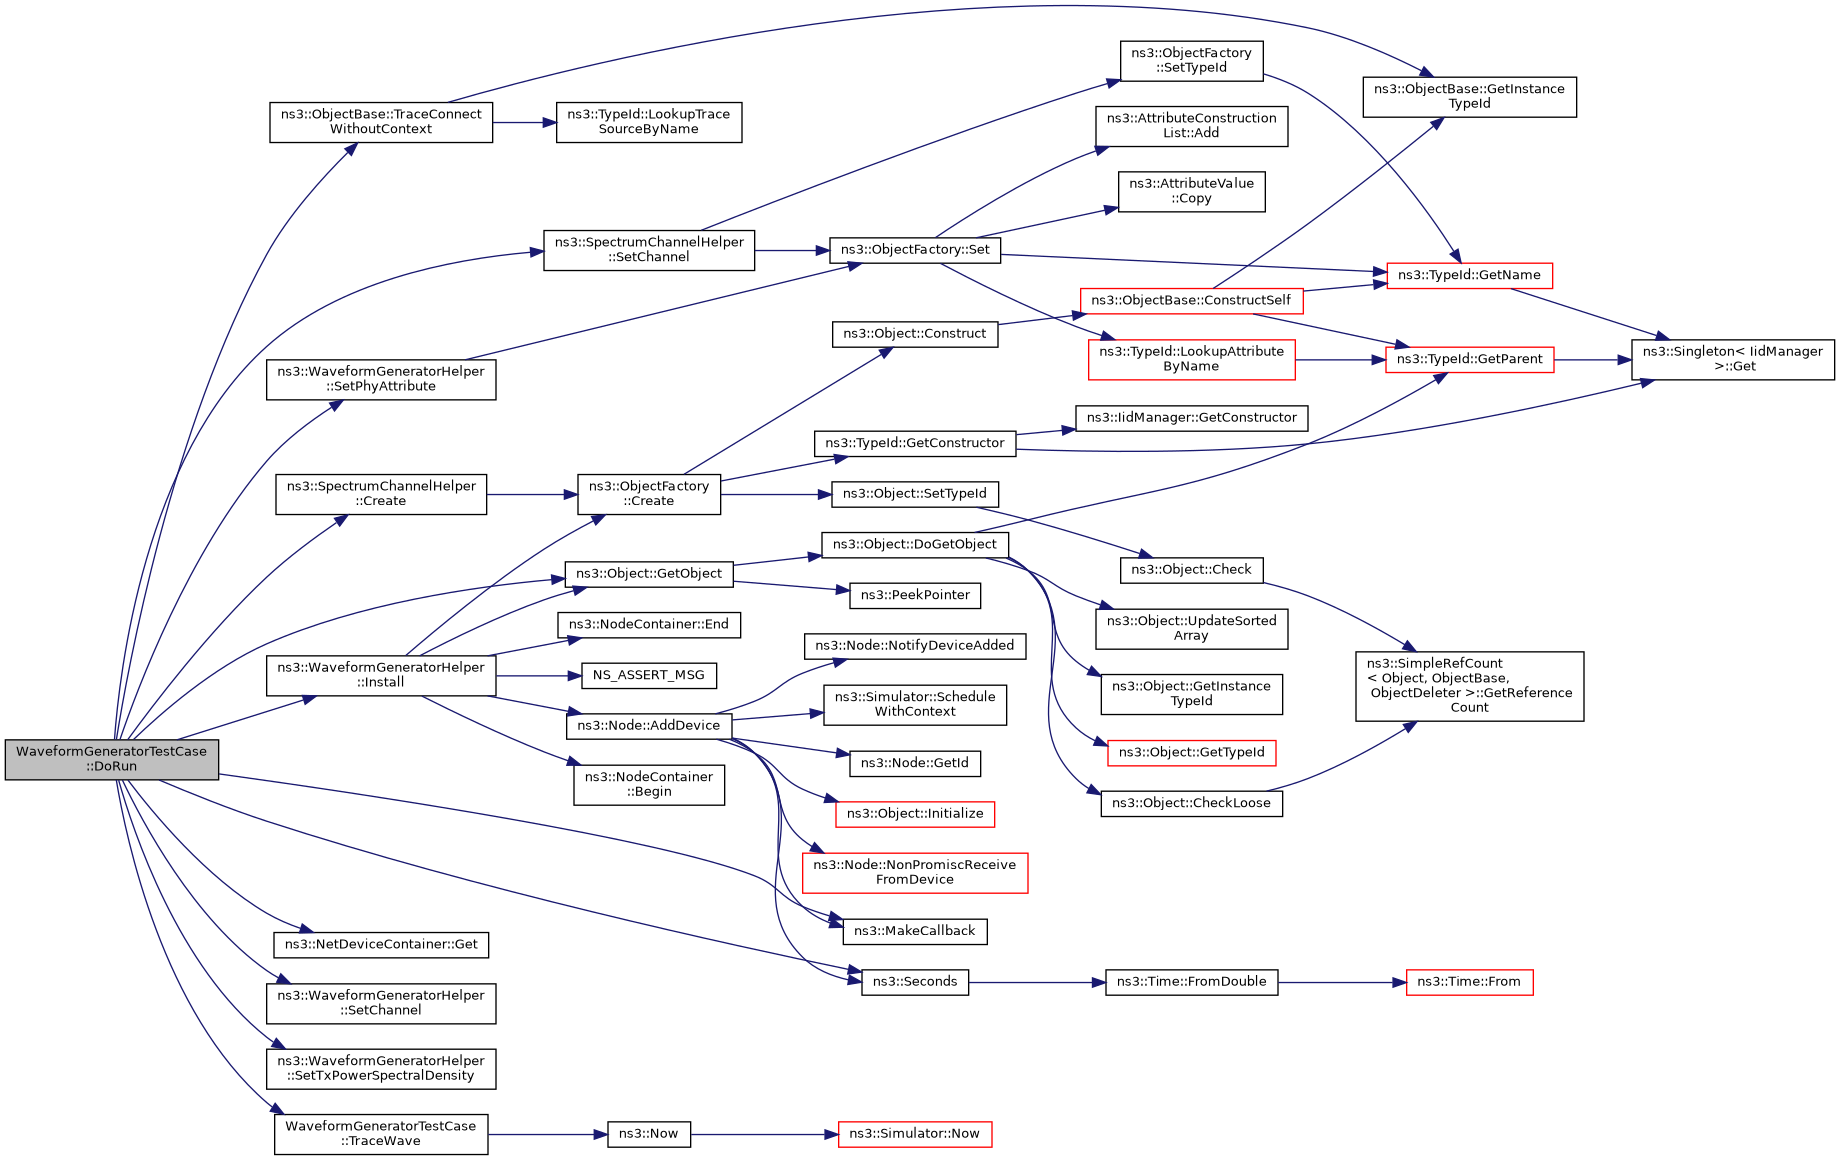 WaveformGeneratorTestCase
::DoRun
ns3::ObjectBase::TraceConnect
WithoutContext
ns3::TypeId::LookupTrace
SourceByName
ns3::SpectrumChannelHelper
::SetChannel
ns3::WaveformGeneratorHelper
::SetPhyAttribute
ns3::SpectrumChannelHelper
::Create
ns3::WaveformGeneratorHelper
::Install
ns3::NetDeviceContainer::Get
ns3::WaveformGeneratorHelper
::SetChannel
ns3::WaveformGeneratorHelper
::SetTxPowerSpectralDensity
WaveformGeneratorTestCase
::TraceWave
ns3::ObjectFactory
::Create
ns3::Object::GetObject
ns3::NodeContainer::End
NS_ASSERT_MSG
ns3::Node::AddDevice
ns3::NodeContainer
::Begin
ns3::Now
ns3::ObjectFactory::Set
ns3::Object::Construct
ns3::TypeId::GetConstructor
ns3::Object::SetTypeId
ns3::Object::DoGetObject
ns3::PeekPointer
ns3::Node::NotifyDeviceAdded
ns3::Simulator::Schedule
WithContext
ns3::Node::GetId
ns3::Object::Initialize
ns3::Node::NonPromiscReceive
FromDevice
ns3::MakeCallback
ns3::Seconds
ns3::Simulator::Now
ns3::ObjectFactory
::SetTypeId
ns3::AttributeConstruction
List::Add
ns3::AttributeValue
::Copy
ns3::ObjectBase::ConstructSelf
ns3::TypeId::LookupAttribute
ByName
ns3::IidManager::GetConstructor
ns3::Object::Check
ns3::Object::UpdateSorted
Array
ns3::Object::GetInstance
TypeId
ns3::Object::GetTypeId
ns3::Object::CheckLoose
ns3::Time::FromDouble
ns3::ObjectBase::GetInstance
TypeId
ns3::TypeId::GetName
ns3::TypeId::GetParent
ns3::SimpleRefCount
< Object, ObjectBase,
ObjectDeleter >::GetReference
Count
ns3::Time::From
ns3::Singleton< IidManager
>::Get